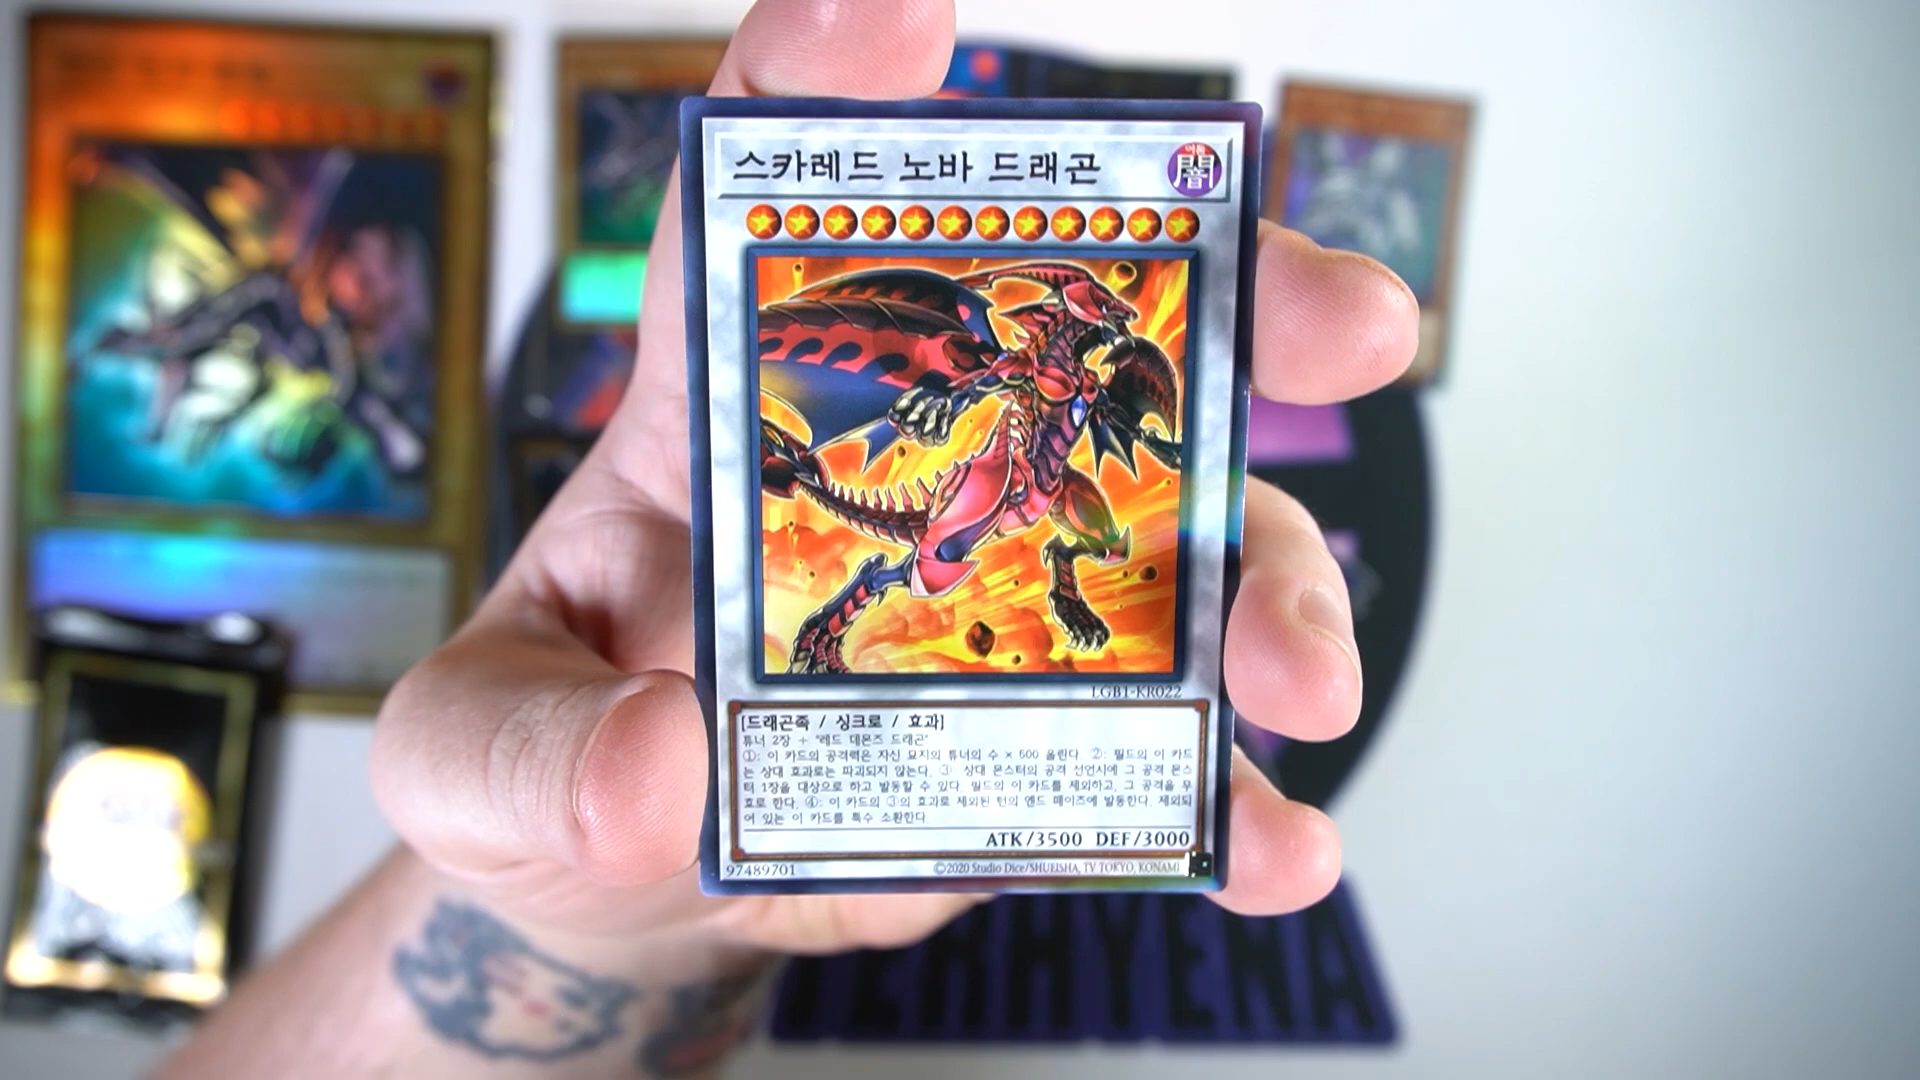 스카레드 노바 드래곤
어둠
闇
LGB1-KR022
[드래곤족 / 싱크로 / 효과]
튜너 2장 + "레드 데몬즈 드래곤"
①: 이 카드의 공격력은 자신 묘지의 튜너의 수 × 500 올린다. ②: 필드의 이 카드
는 상대 효과로는 파괴되지 않는다. ③: 상대 몬스터의 공격 선언시에 그 공격 몬스
터 1장을 대상으로 하고 발동할 수 있다. 필드의 이 카드를 제외하고, 그 공격을 무
효로 한다. ④: 이 카드의 ③의 효과로 제외된 턴의 엔드 페이즈에 발동한다. 제외되
어 있는 이 카드를 특수 소환한다.
ATK/3500 DEF/3000
97489701 ©2020 Studio Dice/SHUEISHA, TV TOKYO, KONAMI
ERHYENA